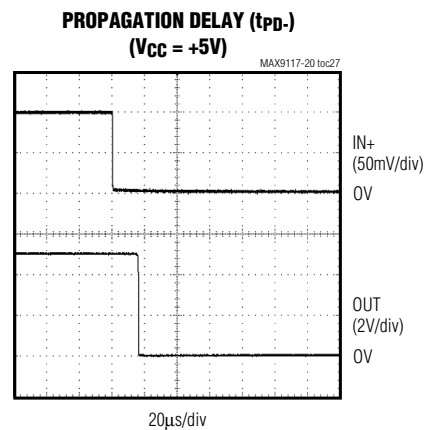 PROPAGATION DELAY (tPD-)
(VCC = +5V)
MAX9117-20 toc27
IN+
(50mV/div)
0V
OUT
(2V/div)
0V
20µs/div